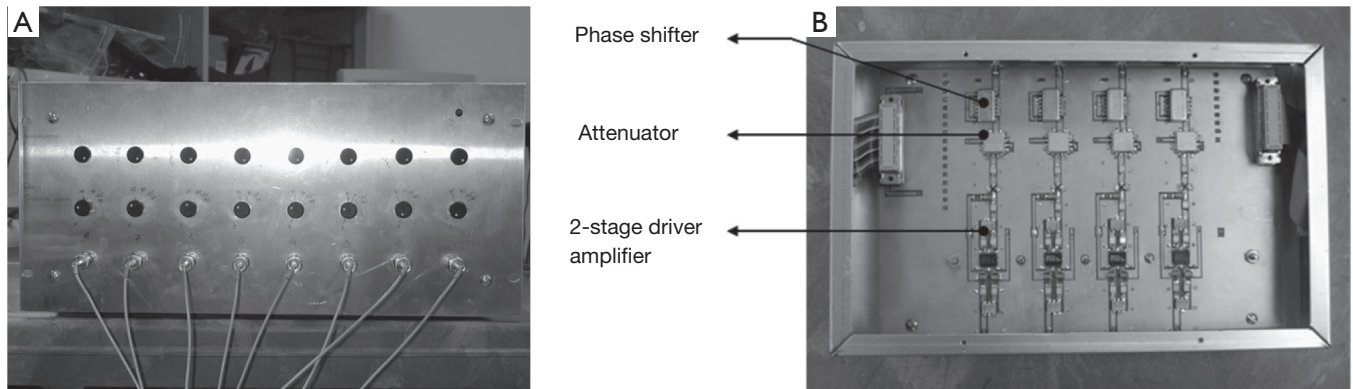 A
B
Phase shifter
Attenuator
2-stage driver
amplifier